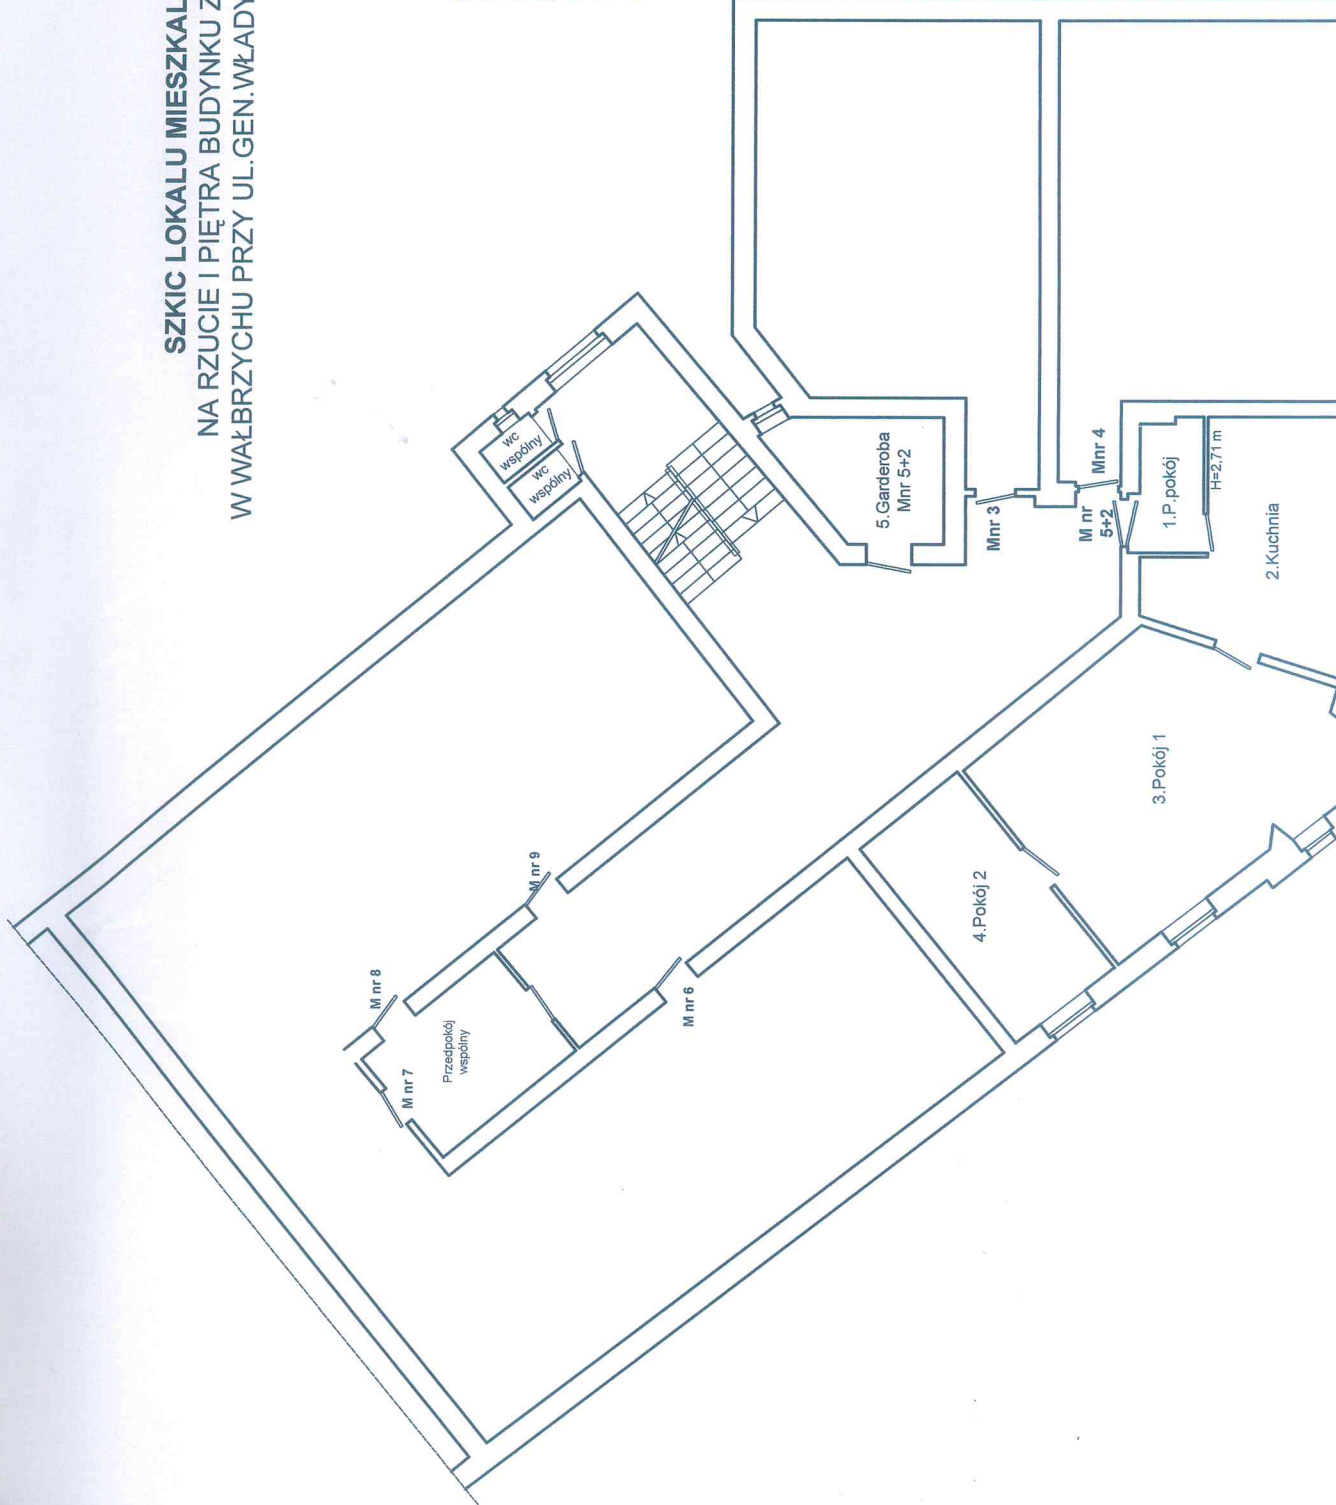 SZKIC LOKALU MIESZKAL
NA RZUCIE I PIĘTRA BUDYNKU Z
W WAŁBRZYCHU PRZY UL.GEN.WŁADY
wc
wspólny
wc
wspólny
5.Garderoba
Mnr 5+2
Mnr 3
Mnr 4
M nr
5+2
1.P.pokój
H=2,71 m
2.Kuchnia
3.Pokój 1
4.Pokój 2
M nr 9
M nr 8
M nr 6
Przedpokój
wspólny
M nr 7